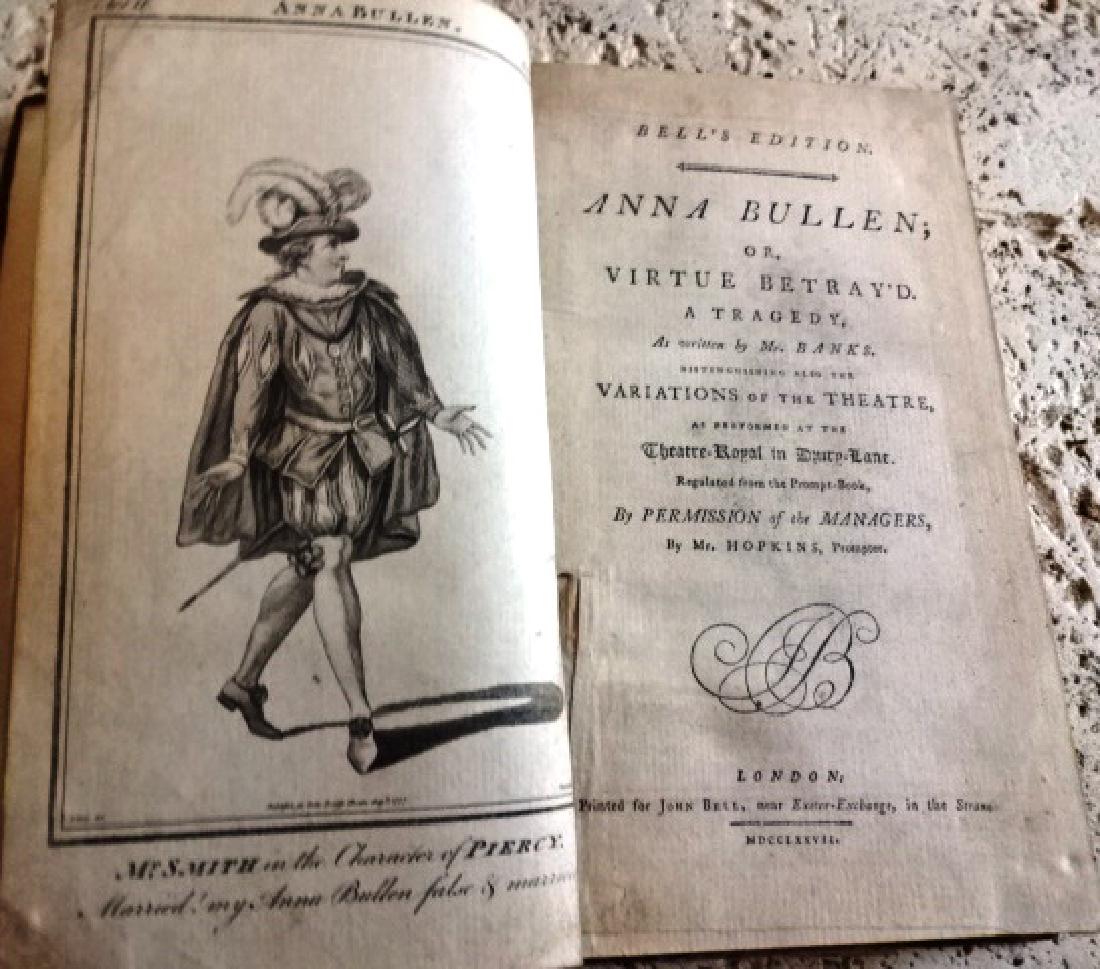 Act II
ANNA BULLEN.
Mr. SMITH in the Character of PIERCY.
Married! my Anna Bullen false & married
BELL'S EDITION.
ANNA BULLEN;
OR,
VIRTUE BETRAY'D.
A TRAGEDY,
As written by Mr. BANKS.
DISTINGUISHING ALSO THE
VARIATIONS OF THE THEATRE,
AS PERFORMED AT THE
Theatre-Royal in Drury-Lane.
Regulated from the Prompt-Book,
By PERMISSION of the MANAGERS,
By Mr. HOPKINS, Prompter.
JB
LONDON:
Printed for JOHN BELL, near Exeter-Exchange, in the Strand
MDCCLXXVII.